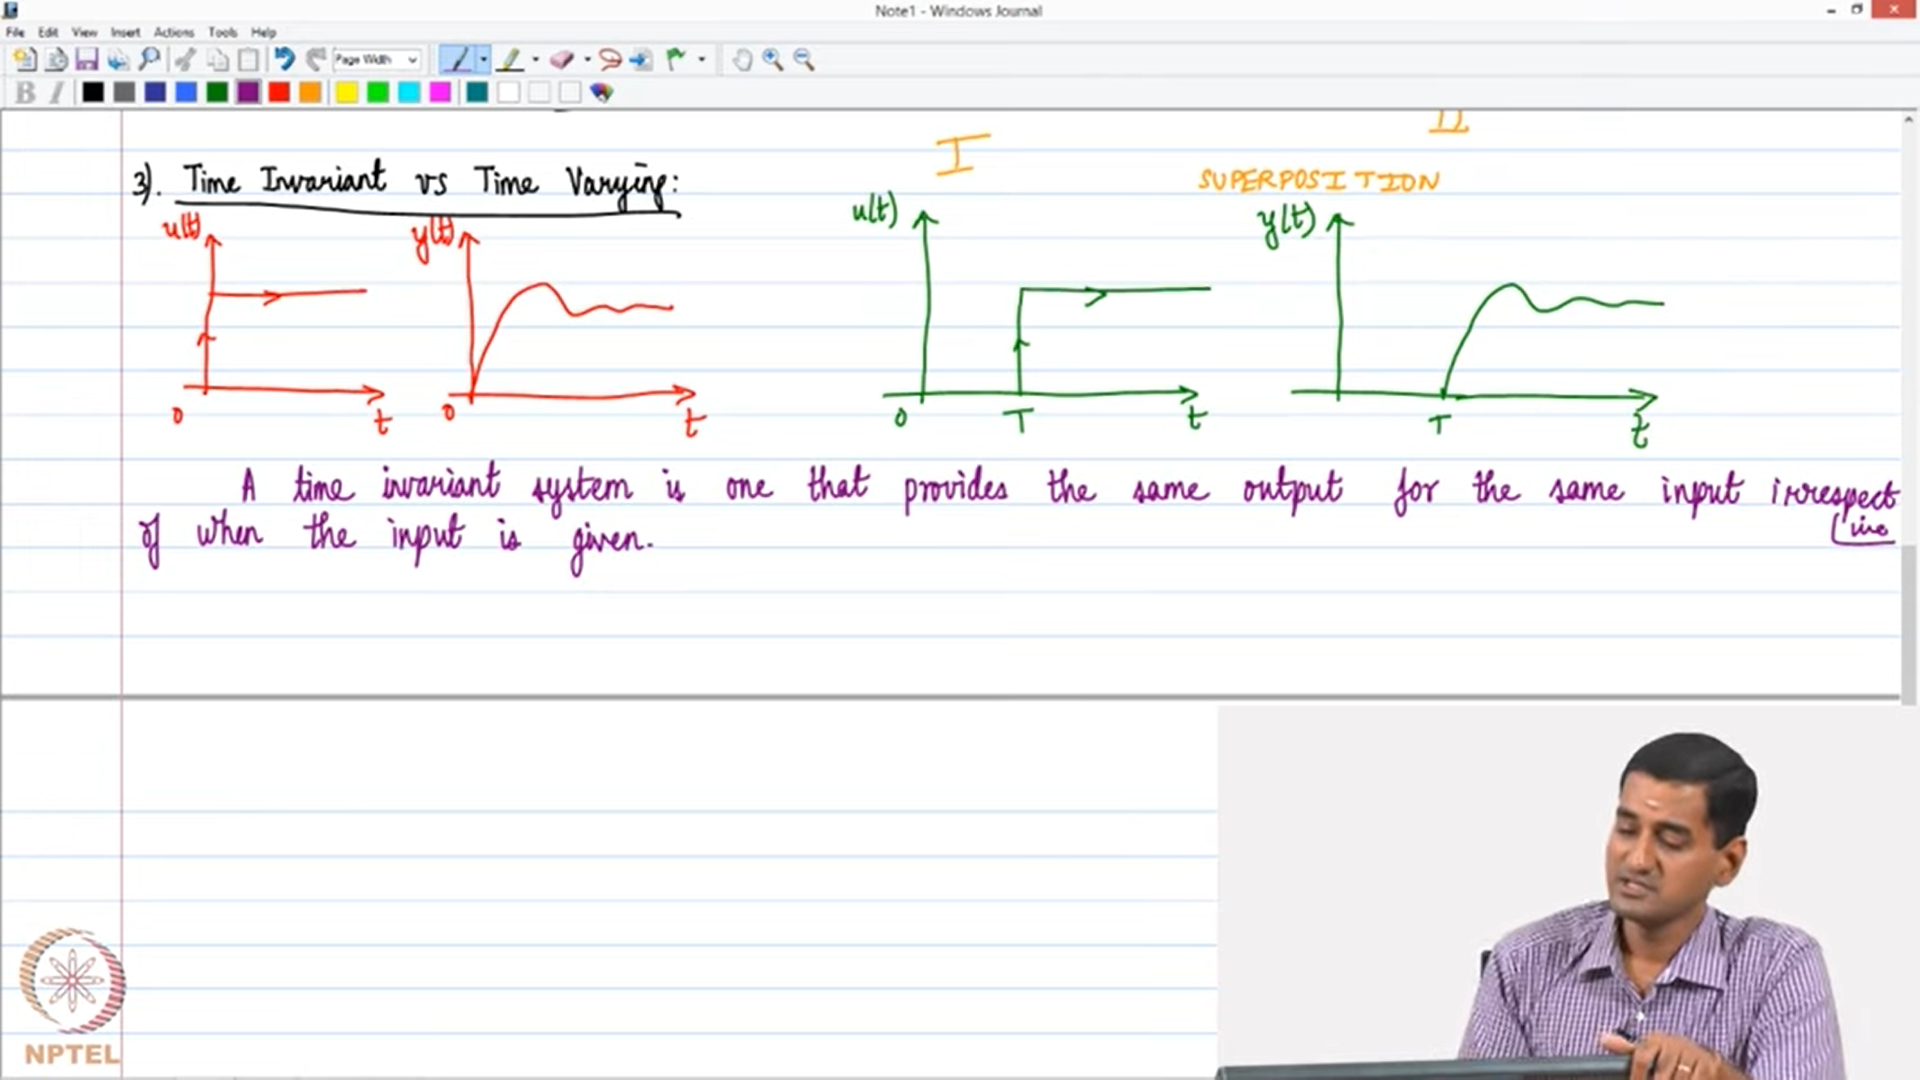 Note1 - Windows Journal
File Edit View Insert Actions Tools Help
Page Width
B I
I II
3). Time Invariant vs Time Varying:
SUPERPOSITION
u(t) y(t) u(t) y(t)
0 t 0 t 0 T t T t
A time invariant system is one that provides the same output for the same input irrespect
ive
of when the input is given.
NPTEL